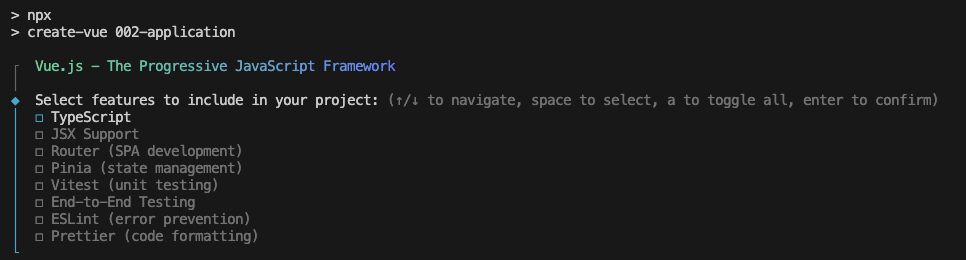 > npx
> create-vue 002-application
Vue.js - The Progressive JavaScript Framework
Select features to include in your project: (↑/↓ to navigate, space to select, a to toggle all, enter to confirm)
◻ TypeScript
◻ JSX Support
◻ Router (SPA development)
◻ Pinia (state management)
◻ Vitest (unit testing)
◻ End-to-End Testing
◻ ESLint (error prevention)
◻ Prettier (code formatting)